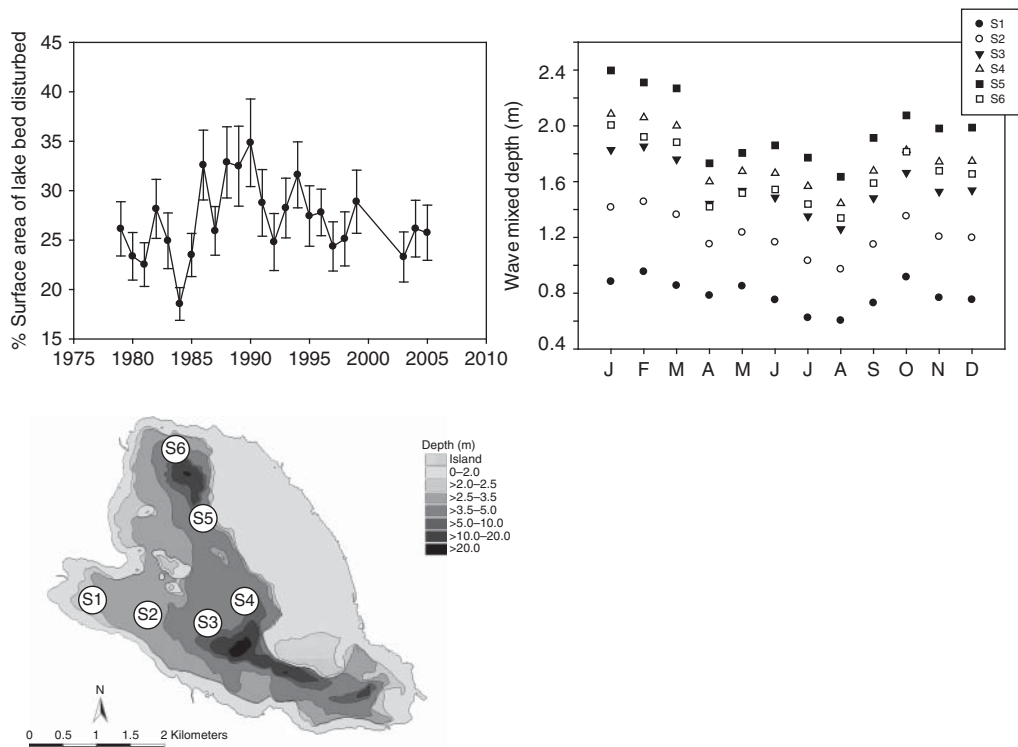 % Surface area of lake bed disturbed
45
40
35
30
25
20
15
1975 1980 1985 1990 1995 2000 2005 2010
Wave mixed depth (m)
2.4
2.0
1.6
1.2
0.8
0.4
J F M A M J J A S O N D
S1
S2
S3
S4
S5
S6
S6
S5
S1
S2
S3
S4
Depth (m)
Island
0–2.0
>2.0–2.5
>2.5–3.5
>3.5–5.0
>5.0–10.0
>10.0–20.0
>20.0
N
0 0.5 1 1.5 2 Kilometers